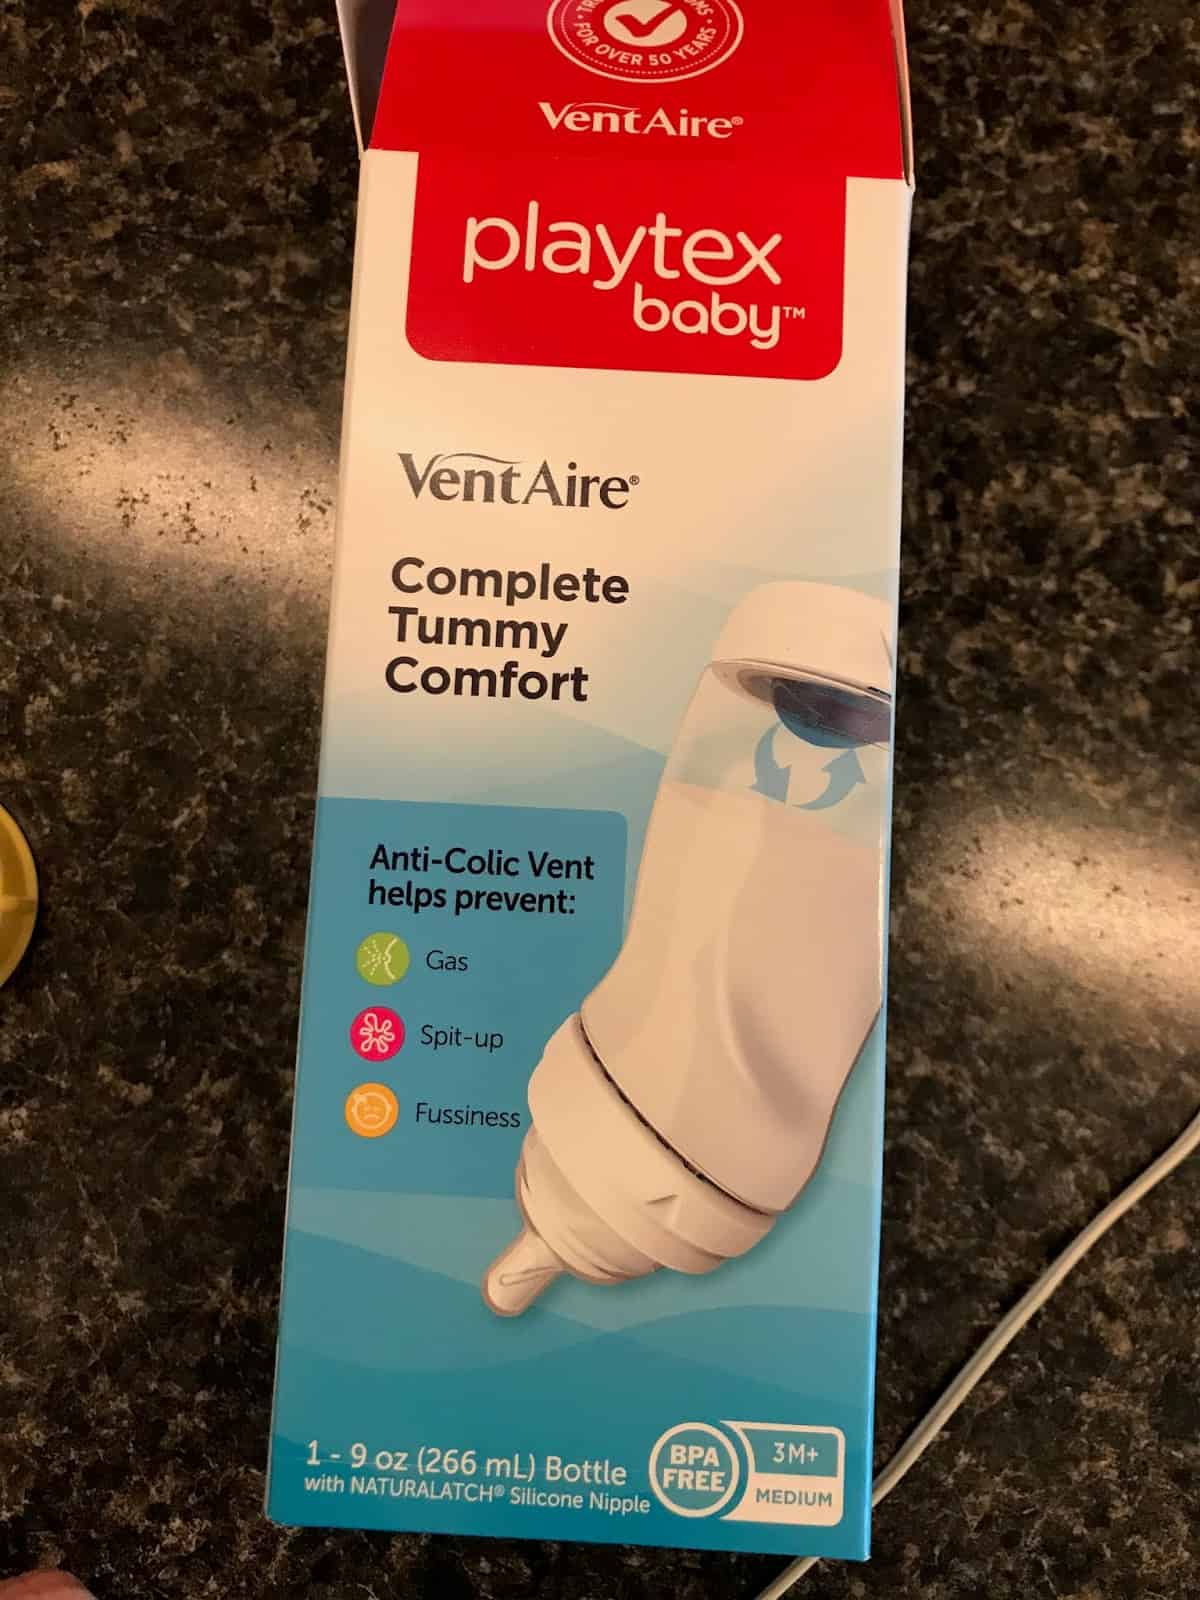 FOR OVER 50 YEARS
VentAire®
playtex
baby™
VentAire®
Complete
Tummy
Comfort
Anti-Colic Vent
helps prevent:
Gas
Spit-up
Fussiness
1 - 9 oz (266 mL) Bottle
with NATURALATCH® Silicone Nipple
BPA
FREE
3M+
MEDIUM